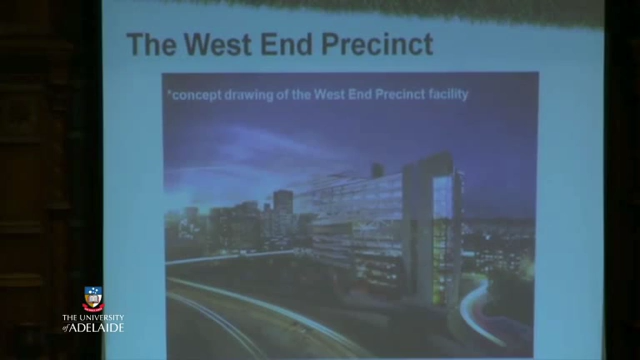 The West End Precinct
*concept drawing of the West End Precinct facility
THE UNIVERSITY
of ADELAIDE